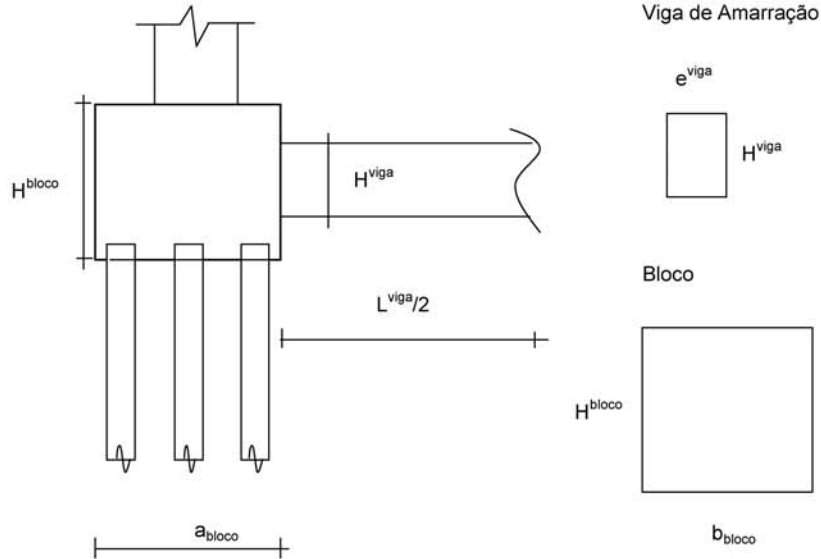 Viga de Amarração
e^viga
H^viga
H^bloco
H^viga
L^viga/2
Bloco
H^bloco
a_bloco
b_bloco